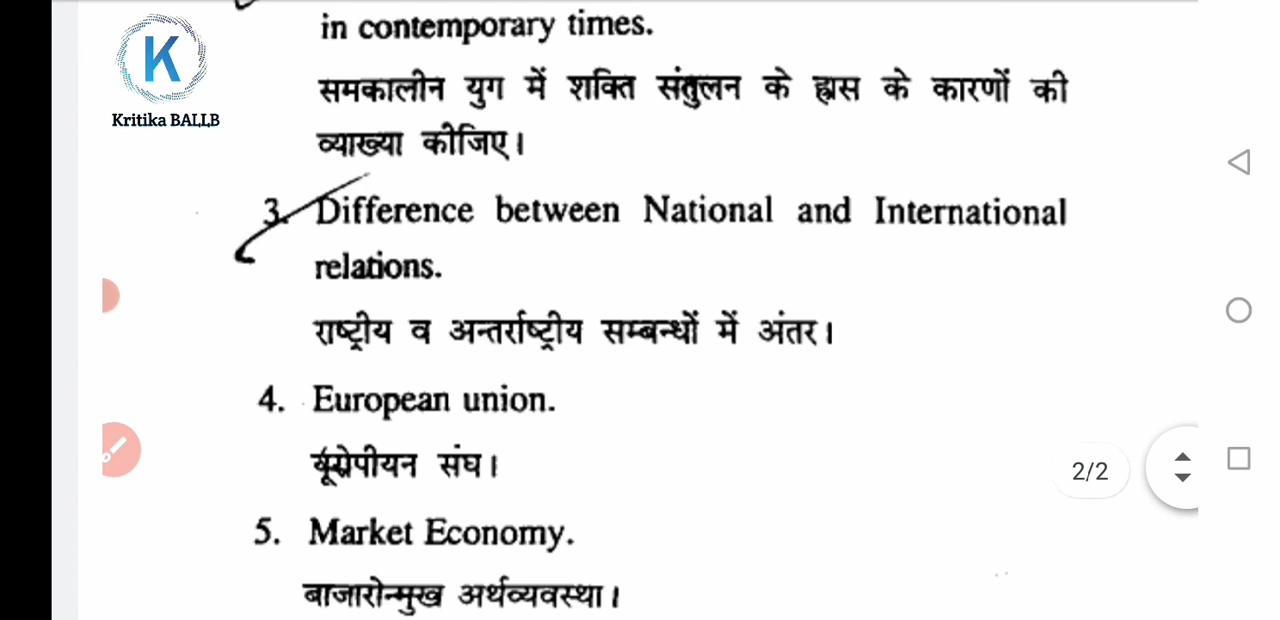 in contemporary times.
समकालीन युग में शक्ति संतुलन के ह्रास के कारणों की
व्याख्या कीजिए।
3. Difference between National and International
relations.
राष्ट्रीय व अन्तर्राष्ट्रीय सम्बन्धों में अंतर।
4. European union.
यूरोपीयन संघ।
5. Market Economy.
बाजारोन्मुख अर्थव्यवस्था।
K
Kritika BALLB
2/2